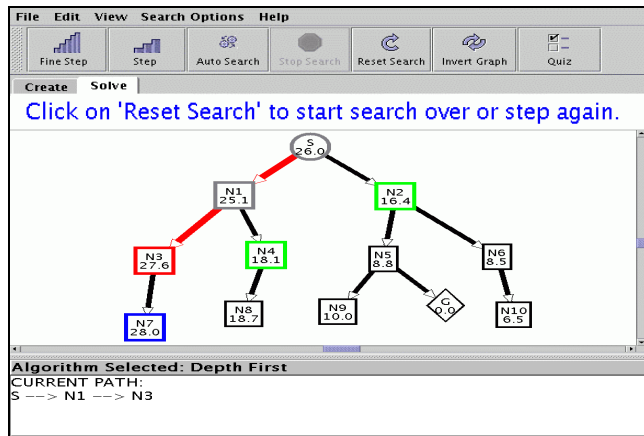 File Edit View Search Options Help
Fine Step Step Auto Search Stop Search Reset Search Invert Graph Quiz
Create Solve
Click on 'Reset Search' to start search over or step again.
S
26.0
N1
25.1
N2
16.4
N3
27.6
N4
18.1
N5
8.8
N6
8.5
N7
28.0
N8
18.7
N9
10.0
G
0.0
N10
6.5
Algorithm Selected: Depth First
CURRENT PATH:
S --> N1 --> N3